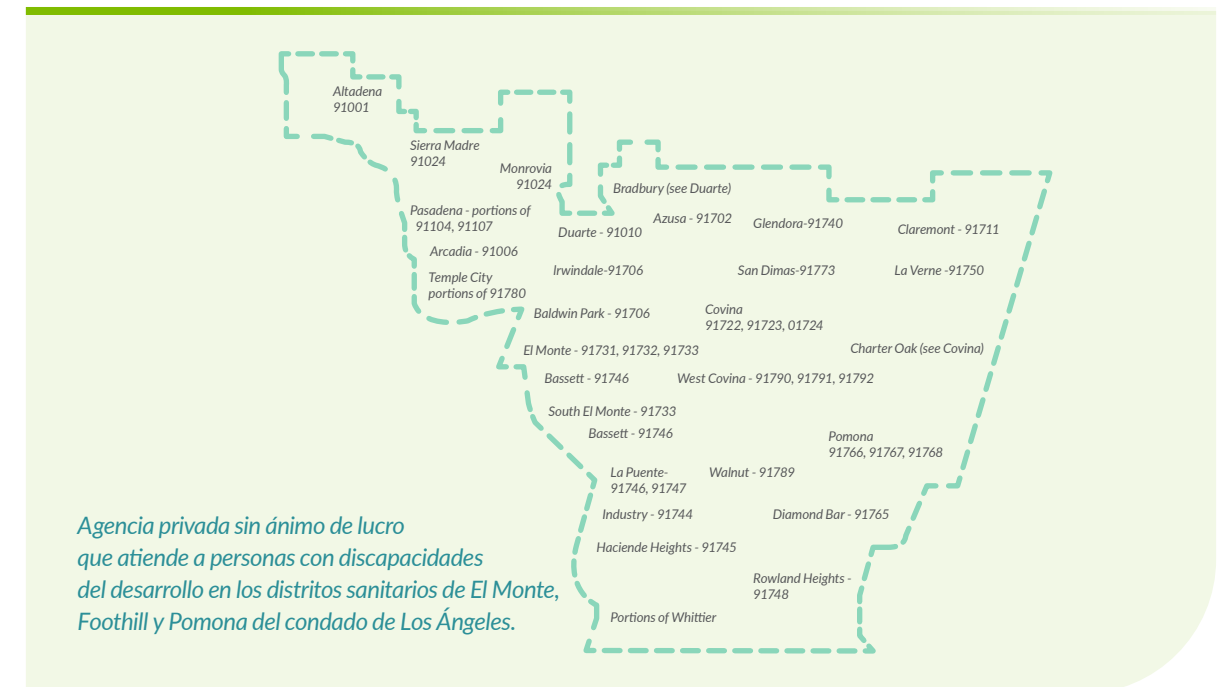 Altadena
91001
Sierra Madre
91024
Monrovia
91024
Bradbury (see Duarte)
Pasadena - portions of
91104, 91107
Azusa - 91702
Glendora-91740
Duarte - 91010
Claremont - 91711
Arcadia - 91006
Irwindale-91706
San Dimas-91773
La Verne -91750
Temple City
portions of 91780
Baldwin Park - 91706
Covina
91722, 91723, 01724
El Monte - 91731, 91732, 91733
Charter Oak (see Covina)
Bassett - 91746
West Covina - 91790, 91791, 91792
South El Monte - 91733
Bassett - 91746
Pomona
91766, 91767, 91768
La Puente-
91746, 91747
Walnut - 91789
Industry - 91744
Diamond Bar - 91765
Haciende Heights - 91745
Rowland Heights -
91748
Portions of Whittier
Agencia privada sin ánimo de lucro
que atiende a personas con discapacidades
del desarrollo en los distritos sanitarios de El Monte,
Foothill y Pomona del condado de Los Ángeles.